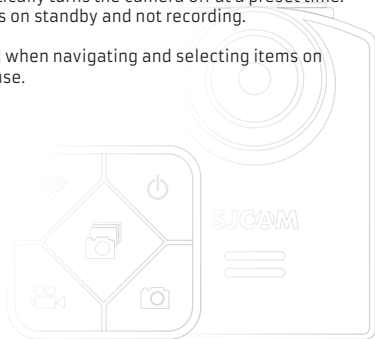 turns the camera off at a preset time.
s on standby and not recording.
when navigating and selecting items on
use.
SJCAM